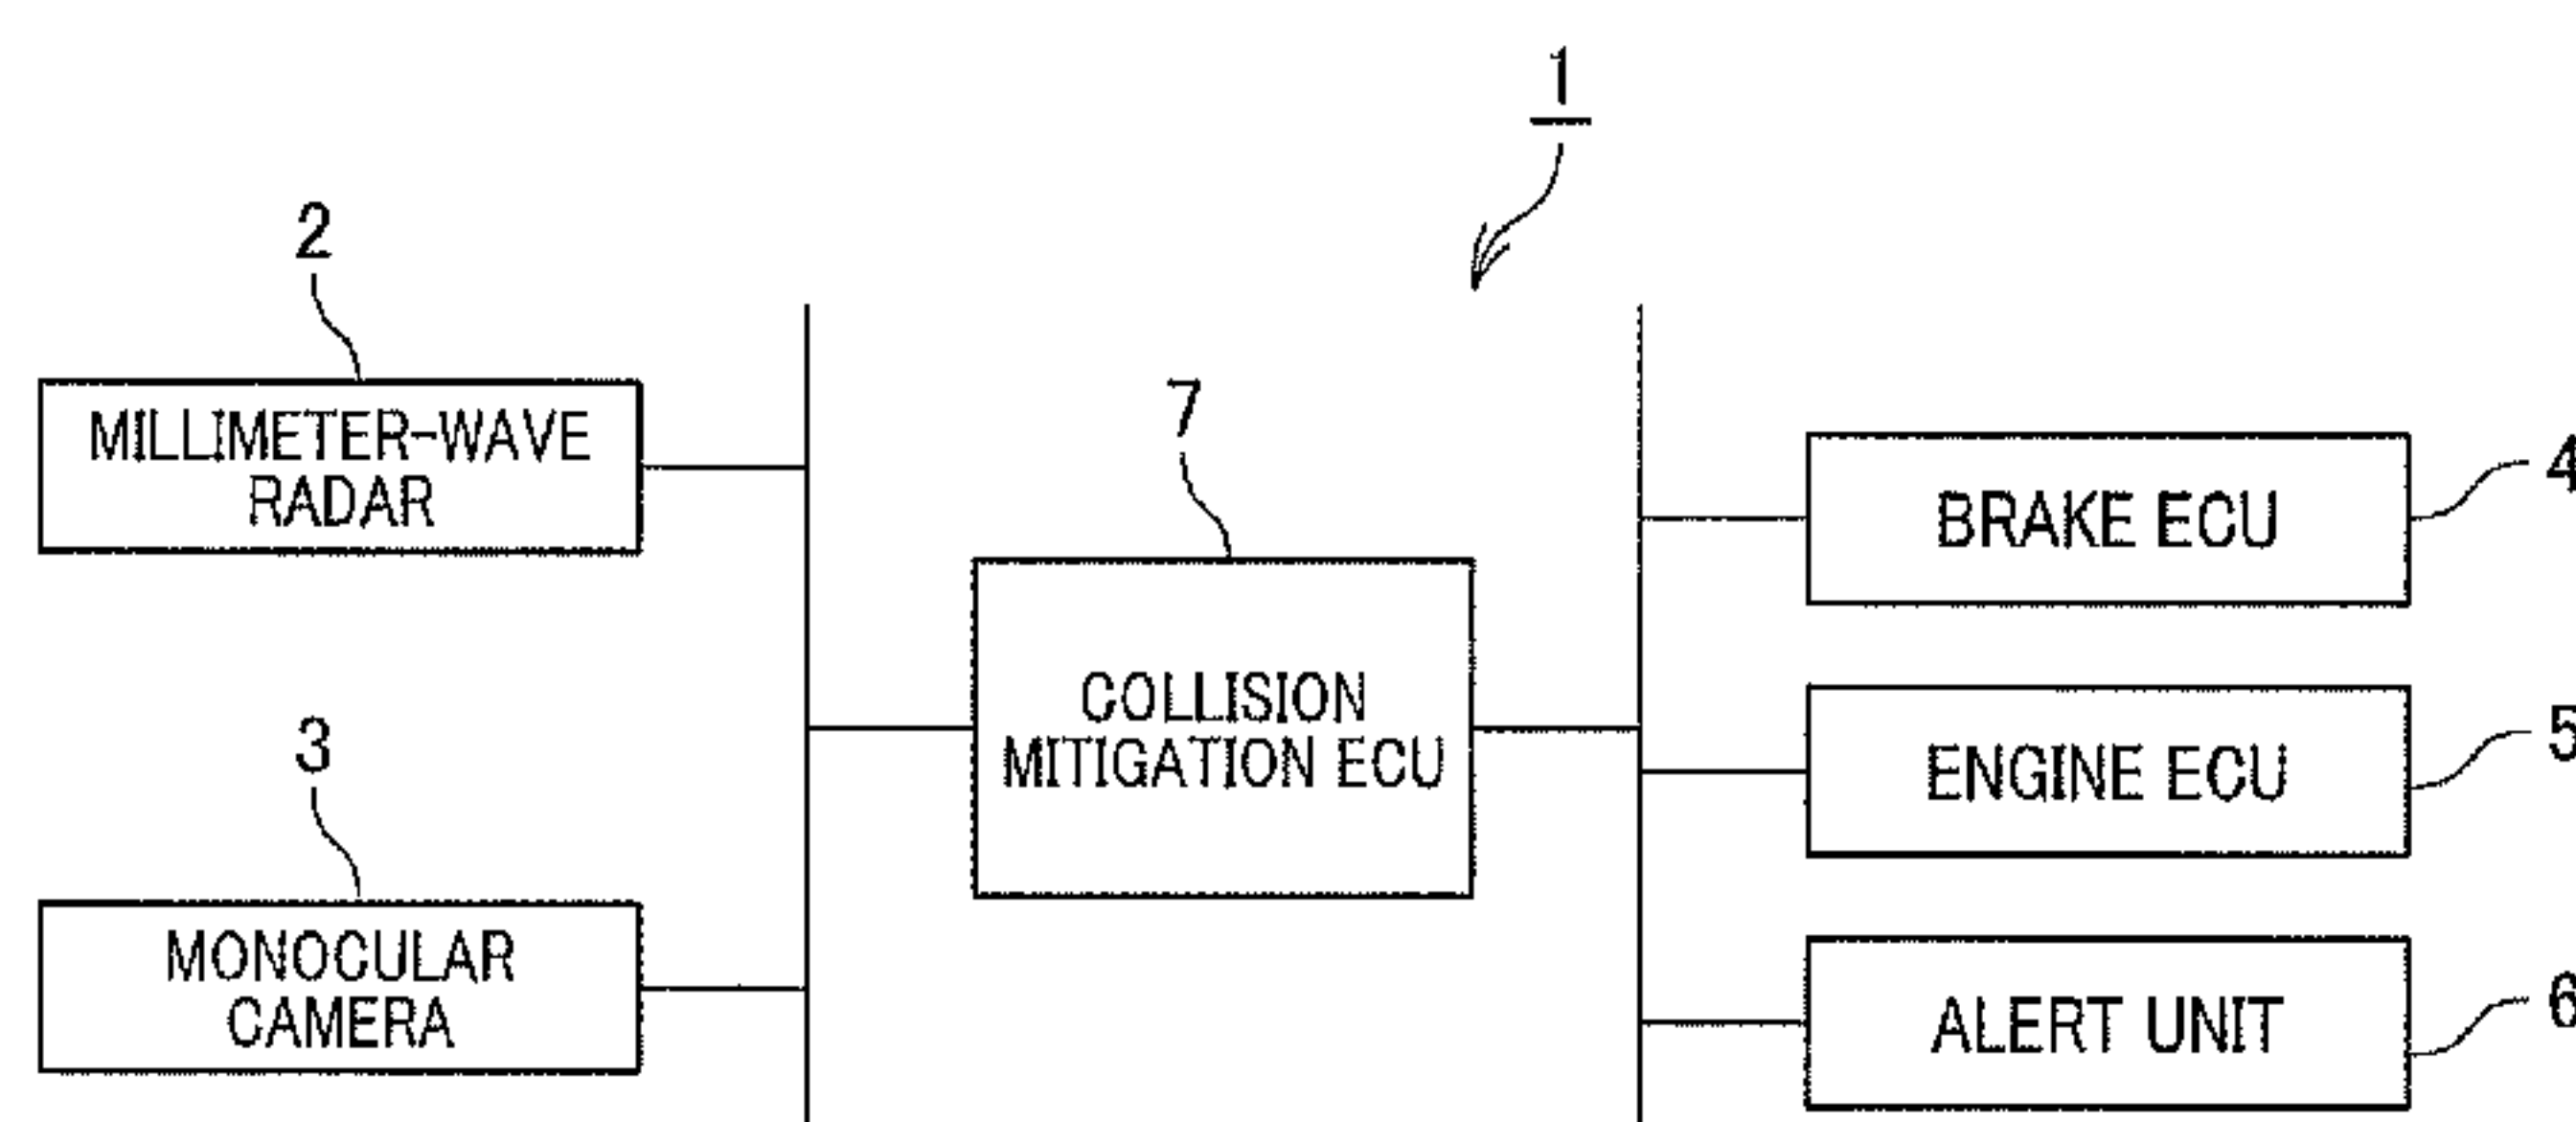 1
2
MILLIMETER-WAVE
RADAR
3
MONOCULAR
CAMERA
7
COLLISION
MITIGATION ECU
BRAKE ECU
4
ENGINE ECU
5
ALERT UNIT
6